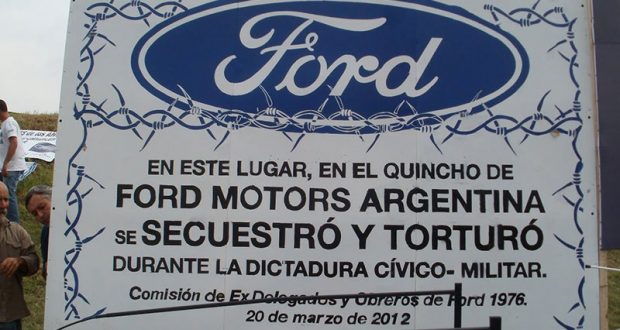 Ford
EN ESTE LUGAR, EN EL QUINCHO DE
FORD MOTORS ARGENTINA
SE SECUESTRÓ Y TORTURÓ
DURANTE LA DICTADURA CÍVICO- MILITAR.
Comisión de Ex Delegados y Obreros de Ford 1976.
20 de marzo de 2012